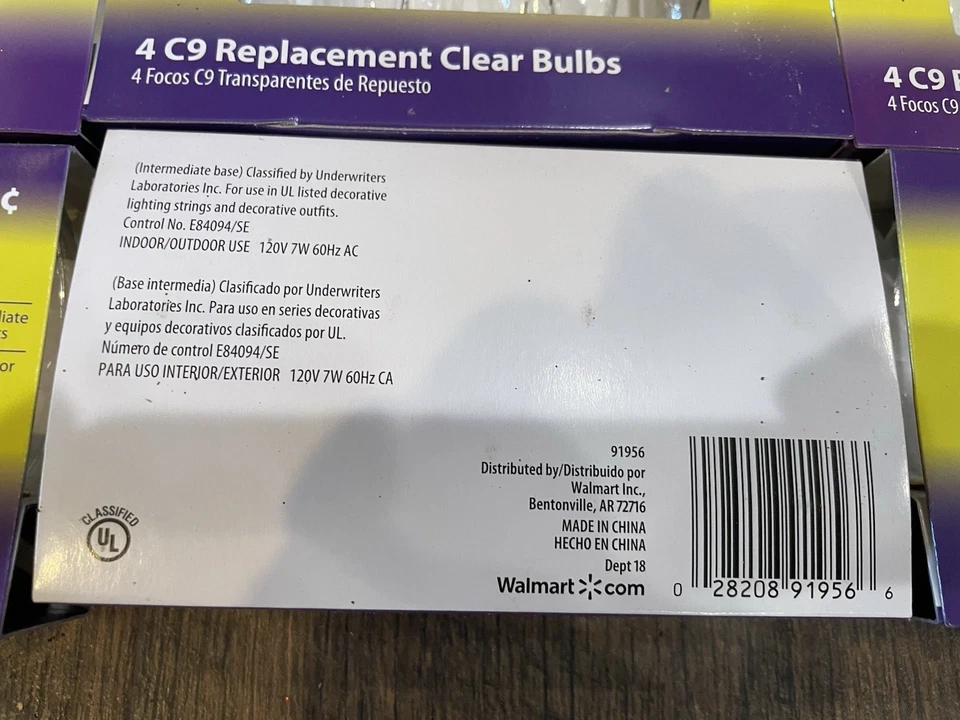 4 C9 Replacement Clear Bulbs
4 Focos C9 Transparentes de Repuesto
4 C9
4 Focos C9
¢
(Intermediate base) Classified by Underwriters
Laboratories Inc. For use in UL listed decorative
lighting strings and decorative outfits.
Control No. E84094/SE
INDOOR/OUTDOOR USE 120V 7W 60Hz AC
(Base intermedia) Clasificado por Underwriters
Laboratories Inc. Para uso en series decorativas
y equipos decorativos clasificados por UL.
Número de control E84094/SE
PARA USO INTERIOR/EXTERIOR 120V 7W 60Hz CA
liate
s
or
CLASSIFIED
UL
91956
Distributed by/Distribuido por
Walmart Inc.,
Bentonville, AR 72716
MADE IN CHINA
HECHO EN CHINA
Dept 18
Walmart.com
0 28208 91956 6